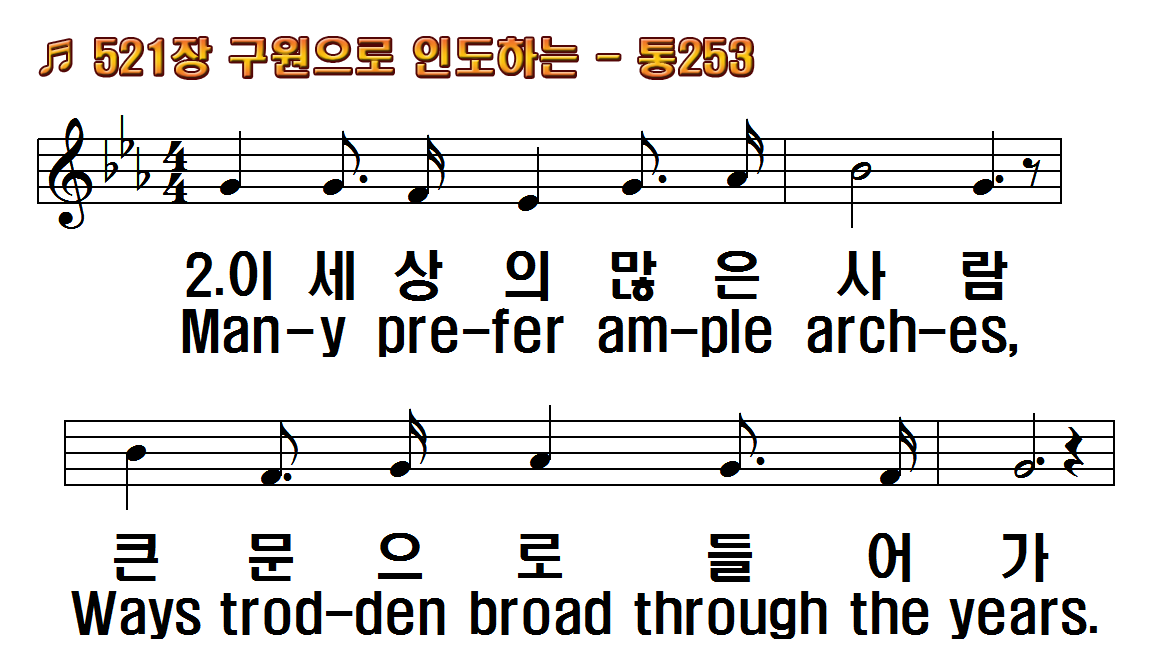 ♬ 521장 구원으로 인도하는 - 통253
4
4
2.이 세 상 의 많 은 사 람
Man-y pre-fer am-ple arch-es,
큰 문 으 로 들 어 가
Ways trod-den broad through the years.